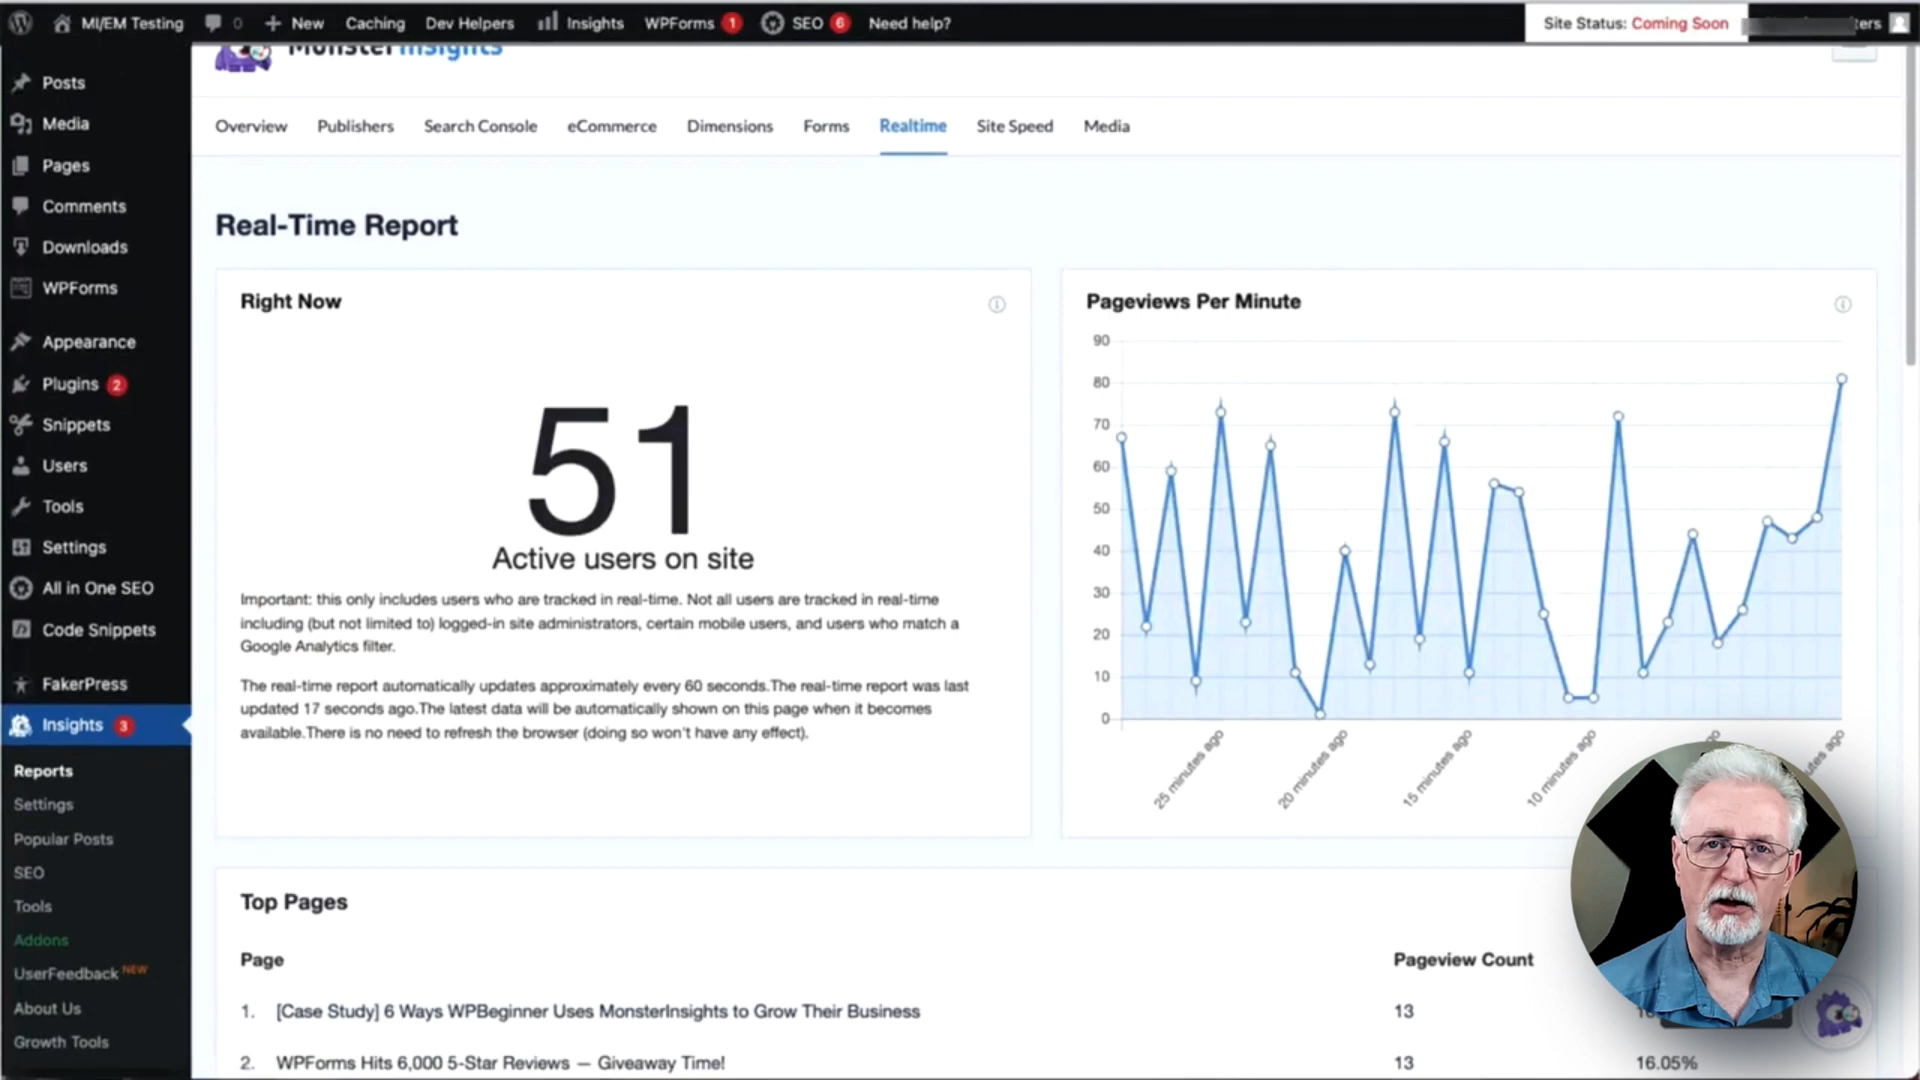 MI/EM Testing 0 New Caching Dev Helpers Insights WPForms 1 SEO 6 Need help?
Site Status: Coming Soon
MonsterInsights
Posts
Media
Pages
Comments
Downloads
WPForms
Appearance
Plugins 2
Snippets
Users
Tools
Settings
All in One SEO
Code Snippets
FakerPress
Insights 3
Reports
Settings
Popular Posts
SEO
Tools
Addons
UserFeedback NEW
About Us
Growth Tools
Overview Publishers Search Console eCommerce Dimensions Forms Realtime Site Speed Media
Real-Time Report
Right Now
51
Active users on site
Important: this only includes users who are tracked in real-time. Not all users are tracked in real-time
including (but not limited to) logged-in site administrators, certain mobile users, and users who match a
Google Analytics filter.
The real-time report automatically updates approximately every 60 seconds.The real-time report was last
updated 17 seconds ago.The latest data will be automatically shown on this page when it becomes
available.There is no need to refresh the browser (doing so won't have any effect).
Pageviews Per Minute
90
80
70
60
50
40
30
20
10
0
25 minutes ago
20 minutes ago
15 minutes ago
10 minutes ago
Top Pages
Page Pageview Count
1. [Case Study] 6 Ways WPBeginner Uses MonsterInsights to Grow Their Business 13
2. WPForms Hits 6,000 5-Star Reviews — Giveaway Time! 13 16.05%